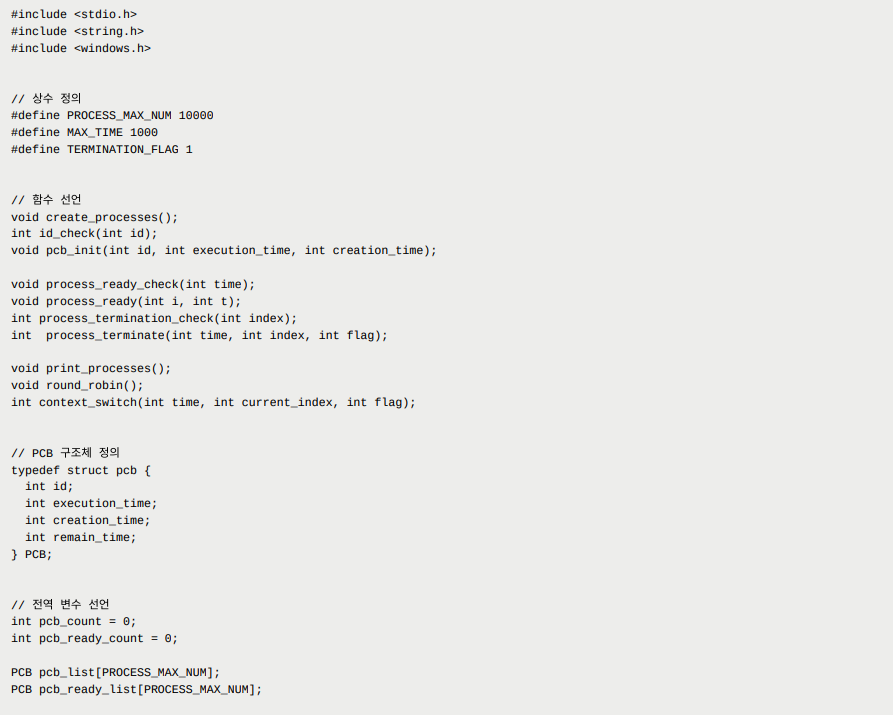 #include <stdio.h>
#include <string.h>
#include <windows.h>
// 상수 정의
#define PROCESS_MAX_NUM 10000
#define MAX_TIME 1000
#define TERMINATION_FLAG 1
// 함수 선언
void create_processes();
int id_check(int id);
void pcb_init(int id, int execution_time, int creation_time);
void process_ready_check(int time);
void process_ready(int i, int t);
int process_termination_check(int index);
int  process_terminate(int time, int index, int flag);
void print_processes();
void round_robin();
int context_switch(int time, int current_index, int flag);
// PCB 구조체 정의
typedef struct pcb {
  int id;
  int execution_time;
  int creation_time;
  int remain_time;
} PCB;
// 전역 변수 선언
int pcb_count = 0;
int pcb_ready_count = 0;
PCB pcb_list[PROCESS_MAX_NUM];
PCB pcb_ready_list[PROCESS_MAX_NUM];